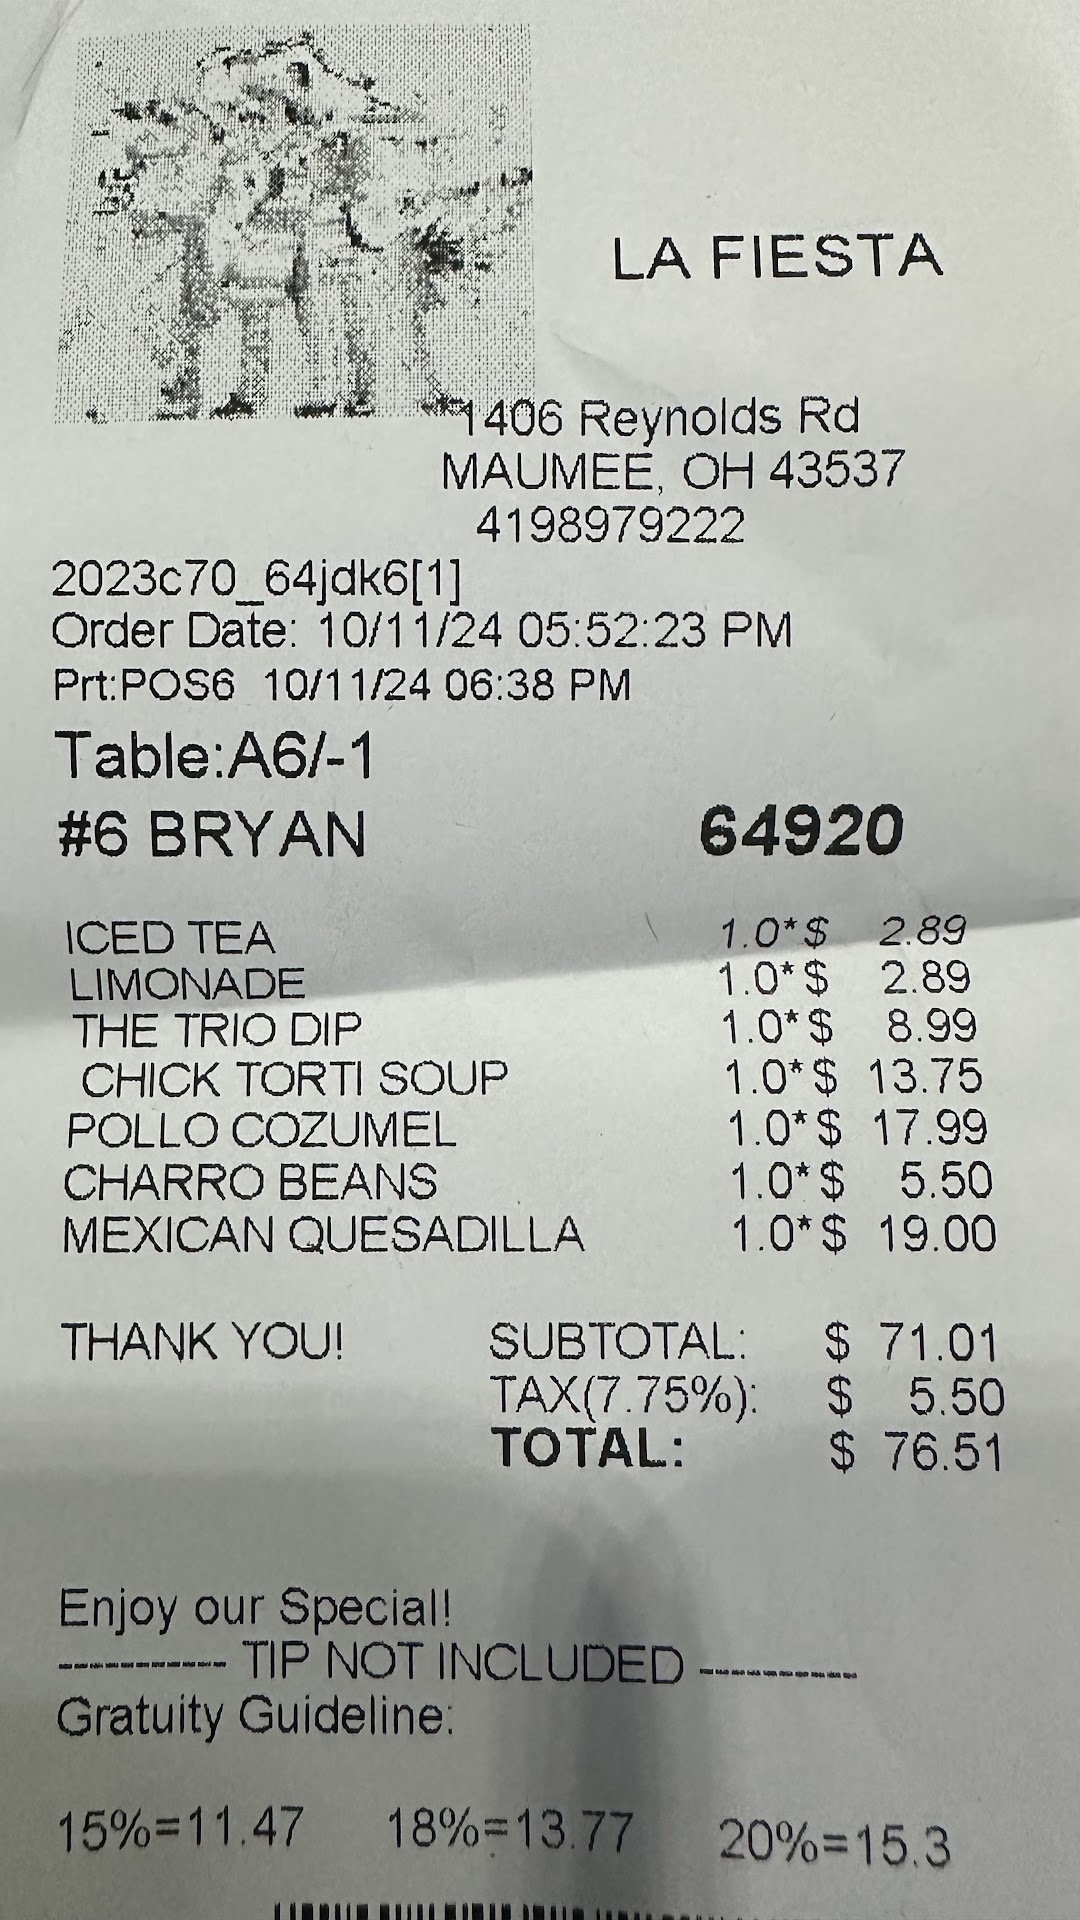 LA FIESTA
1406 Reynolds Rd
MAUMEE, OH 43537
4198979222
2023c70_64jdk6[1]
Order Date: 10/11/24 05:52:23 PM
Prt:POS6 10/11/24 06:38 PM
Table:A6/-1
#6 BRYAN 64920
ICED TEA 1.0*$ 2.89
LIMONADE 1.0*$ 2.89
THE TRIO DIP 1.0*$ 8.99
CHICK TORTI SOUP 1.0*$ 13.75
POLLO COZUMEL 1.0*$ 17.99
CHARRO BEANS 1.0*$ 5.50
MEXICAN QUESADILLA 1.0*$ 19.00
THANK YOU! SUBTOTAL: $ 71.01
TAX(7.75%): $ 5.50
TOTAL: $ 76.51
Enjoy our Special!
----------- TIP NOT INCLUDED -----------
Gratuity Guideline:
15%=11.47 18%=13.77 20%=15.3